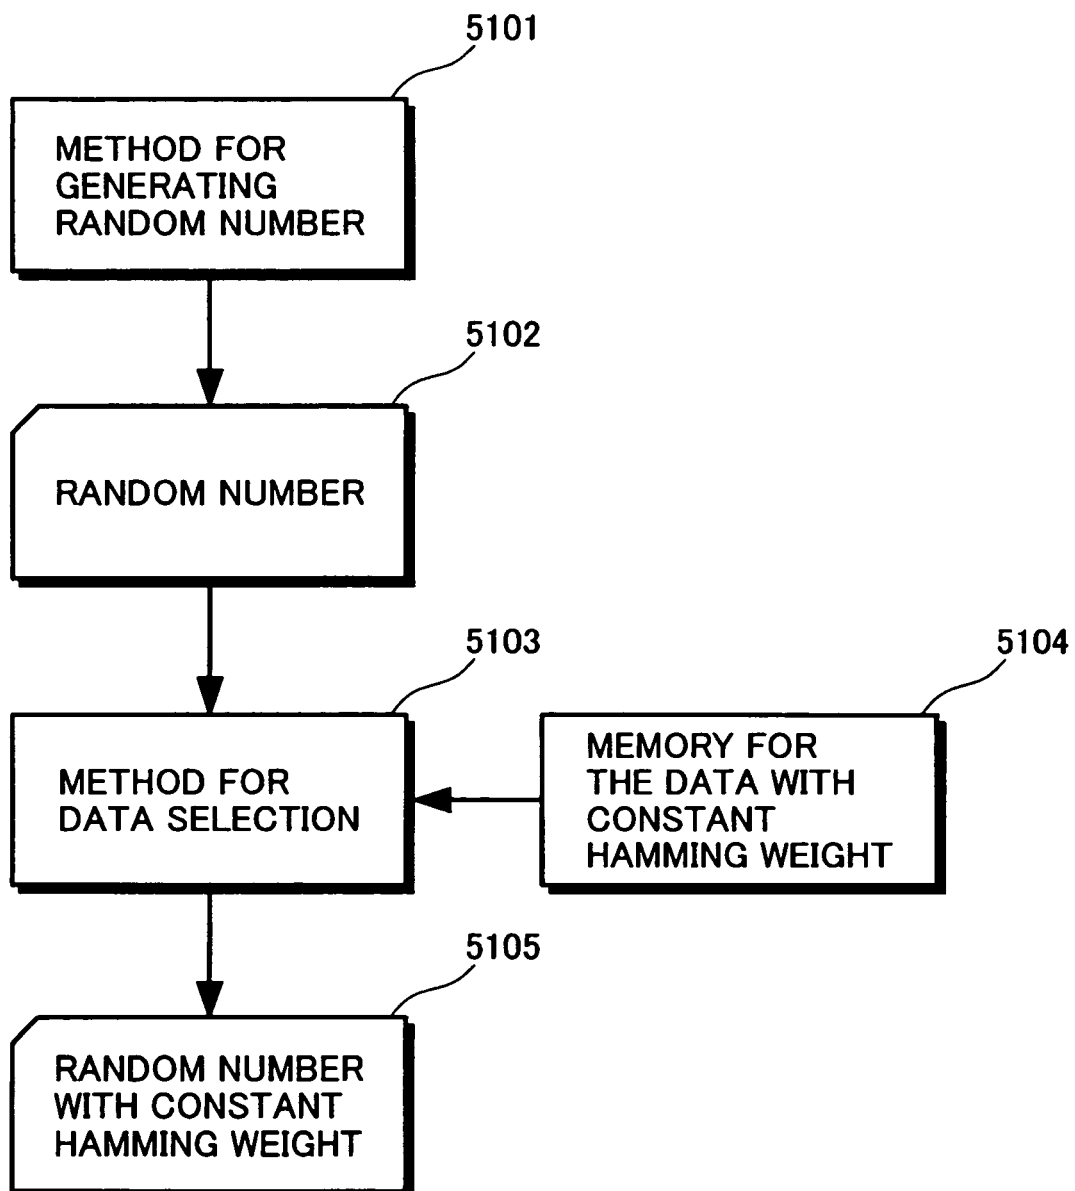 5101
METHOD FOR
GENERATING
RANDOM NUMBER
5102
RANDOM NUMBER
5103
METHOD FOR
DATA SELECTION
5104
MEMORY FOR
THE DATA WITH
CONSTANT
HAMMING WEIGHT
5105
RANDOM NUMBER
WITH CONSTANT
HAMMING WEIGHT